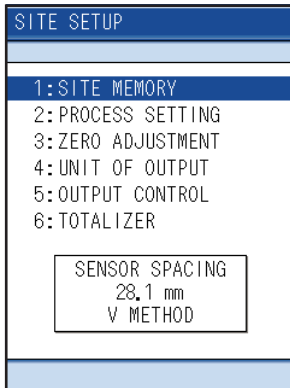 SITE SETUP
1:SITE MEMORY
2:PROCESS SETTING
3:ZERO ADJUSTMENT
4:UNIT OF OUTPUT
5:OUTPUT CONTROL
6:TOTALIZER
SENSOR SPACING
28.1 mm
V METHOD